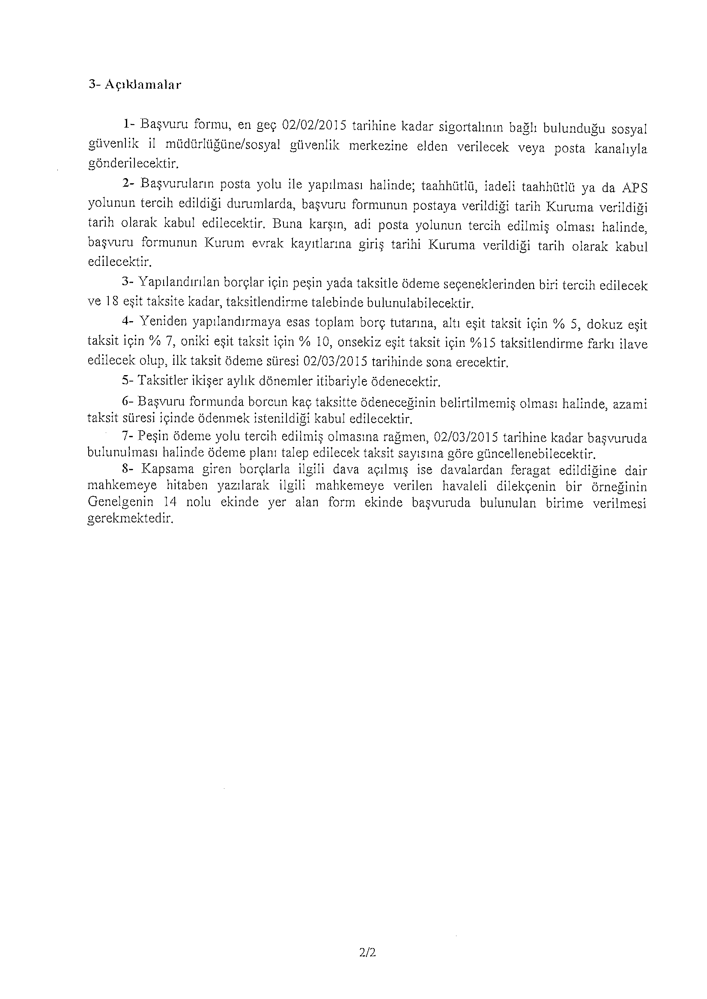 3- Açıklamalar
1- Başvuru formu, en geç 02/02/2015 tarihine kadar sigortalının bağlı bulunduğu sosyal
güvenlik il müdürlüğüne/sosyal güvenlik merkezine elden verilecek veya posta kanalıyla
gönderilecektir.
2- Başvuruların posta yolu ile yapılması halinde; taahhütlü, iadeli taahhütlü ya da APS
yolunun tercih edildiği durumlarda, başvuru formunun postaya verildiği tarih Kuruma verildiği
tarih olarak kabul edilecektir. Buna karşın, adi posta yolunun tercih edilmiş olması halinde,
başvuru formunun Kurum evrak kayıtlarına giriş tarihi Kuruma verildiği tarih olarak kabul
edilecektir.
3- Yapılandırılan borçlar için peşin yada taksitle ödeme seçeneklerinden biri tercih edilecek
ve 18 eşit taksite kadar, taksitlendirme talebinde bulunulabilecektir.
4- Yeniden yapılandırmaya esas toplam borç tutarına, altı eşit taksit için % 5, dokuz eşit
taksit için % 7, oniki eşit taksit için % 10, onsekiz eşit taksit için %15 taksitlendirme farkı ilave
edilecek olup, ilk taksit ödeme süresi 02/03/2015 tarihinde sona erecektir.
5- Taksitler ikişer aylık dönemler itibariyle ödenecektir.
6- Başvuru formunda borcun kaç taksitte ödeneceğinin belirtilmemiş olması halinde, azami
taksit süresi içinde ödenmek istenildiği kabul edilecektir.
7- Peşin ödeme yolu tercih edilmiş olmasına rağmen, 02/03/2015 tarihine kadar başvuruda
bulunulması halinde ödeme planı talep edilecek taksit sayısına göre güncellenebilecektir.
8- Kapsama giren borçlarla ilgili dava açılmış ise davalardan feragat edildiğine dair
mahkemeye hitaben yazılarak ilgili mahkemeye verilen havaleli dilekçenin bir örneğinin
Genelgenin 14 nolu ekinde yer alan form ekinde başvuruda bulunulan birime verilmesi
gerekmektedir.
2/2